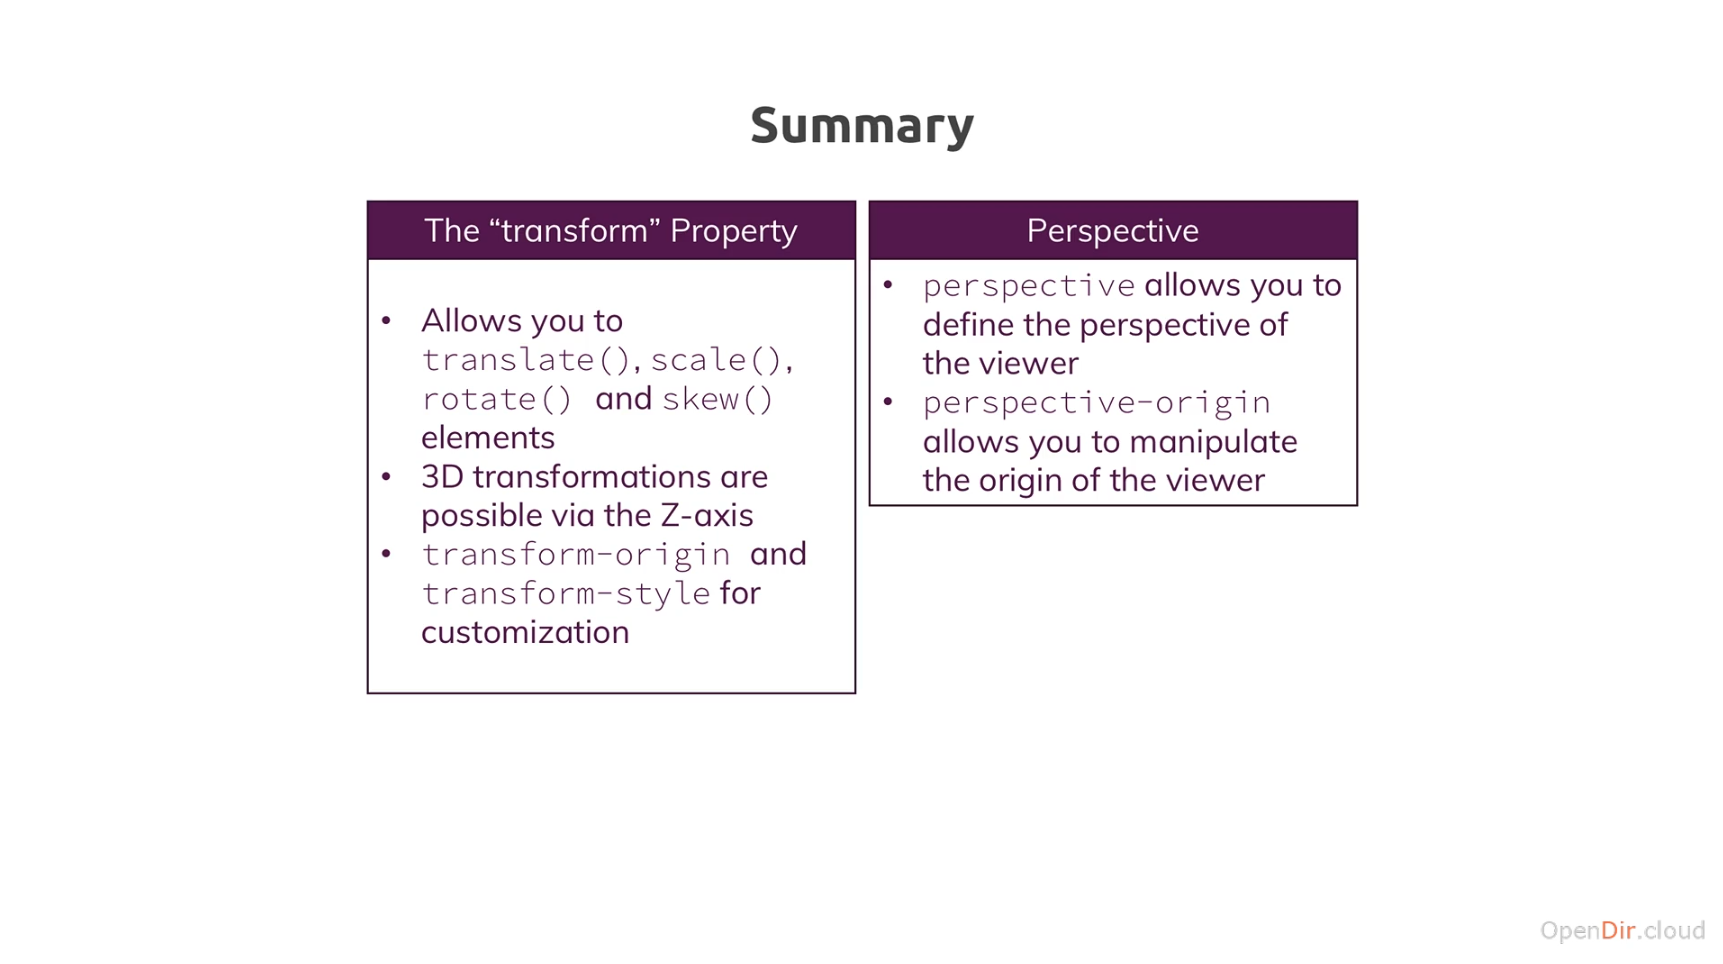 Summary
The “transform” Property
• Allows you to
translate(), scale(),
rotate() and skew()
elements
• 3D transformations are
possible via the Z-axis
• transform-origin and
transform-style for
customization
Perspective
• perspective allows you to
define the perspective of
the viewer
• perspective-origin
allows you to manipulate
the origin of the viewer
OpenDir.cloud